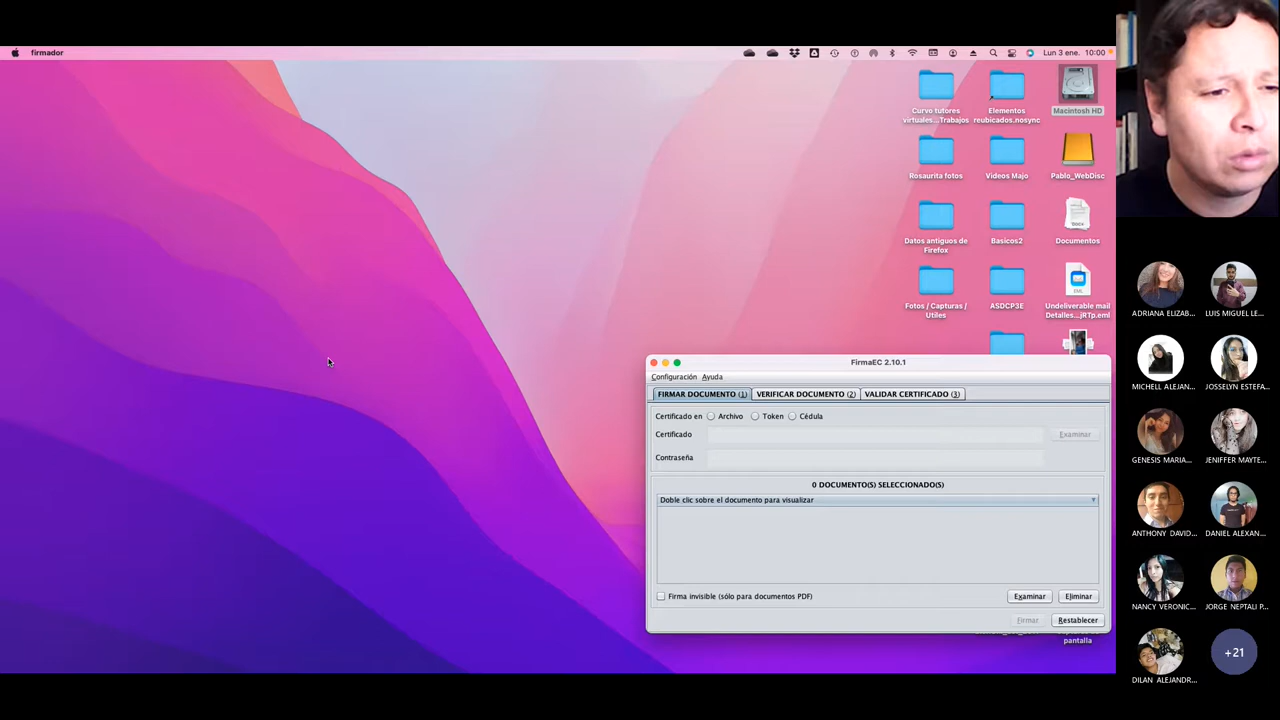 firmador
Lun 3 ene. 10:00
Curvo tutores
virtuales...Trabajos
Elementos
reubicados.nosync
Macintosh HD
Rosaurita fotos
Videos Majo
Pablo_WebDisc
Datos antiguos de
Firefox
Basicos2
Documentos
Fotos / Capturas /
Utiles
ASDCP3E
Undeliverable mail
Detalles...jRTp.eml
FirmaEC 2.10.1
Configuración Ayuda
FIRMAR DOCUMENTO (1) VERIFICAR DOCUMENTO (2) VALIDAR CERTIFICADO (3)
Certificado en Archivo Token Cédula
Certificado Examinar
Contraseña
0 DOCUMENTO(S) SELECCIONADO(S)
Doble clic sobre el documento para visualizar
Firma invisible (sólo para documentos PDF) Examinar Eliminar
Firmar Restablecer
pantalla
ADRIANA ELIZAB... LUIS MIGUEL LE...
MICHELL ALEJAN... JOSSELYN ESTEFA...
GENESIS MARIA... JENIFFER MAYTE...
ANTHONY DAVID... DANIEL ALEXAN...
NANCY VERONIC... JORGE NEPTALI P...
DILAN ALEJANDR... +21